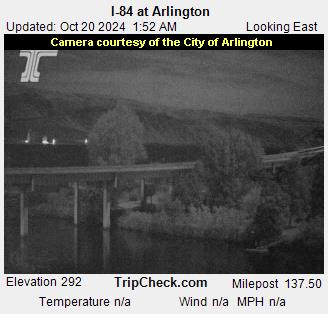 I-84 at Arlington
Updated: Oct 20 2024 1:52 AM Looking East
Camera courtesy of the City of Arlington
Elevation 292 TripCheck.com Milepost 137.50
Temperature n/a Wind n/a MPH n/a